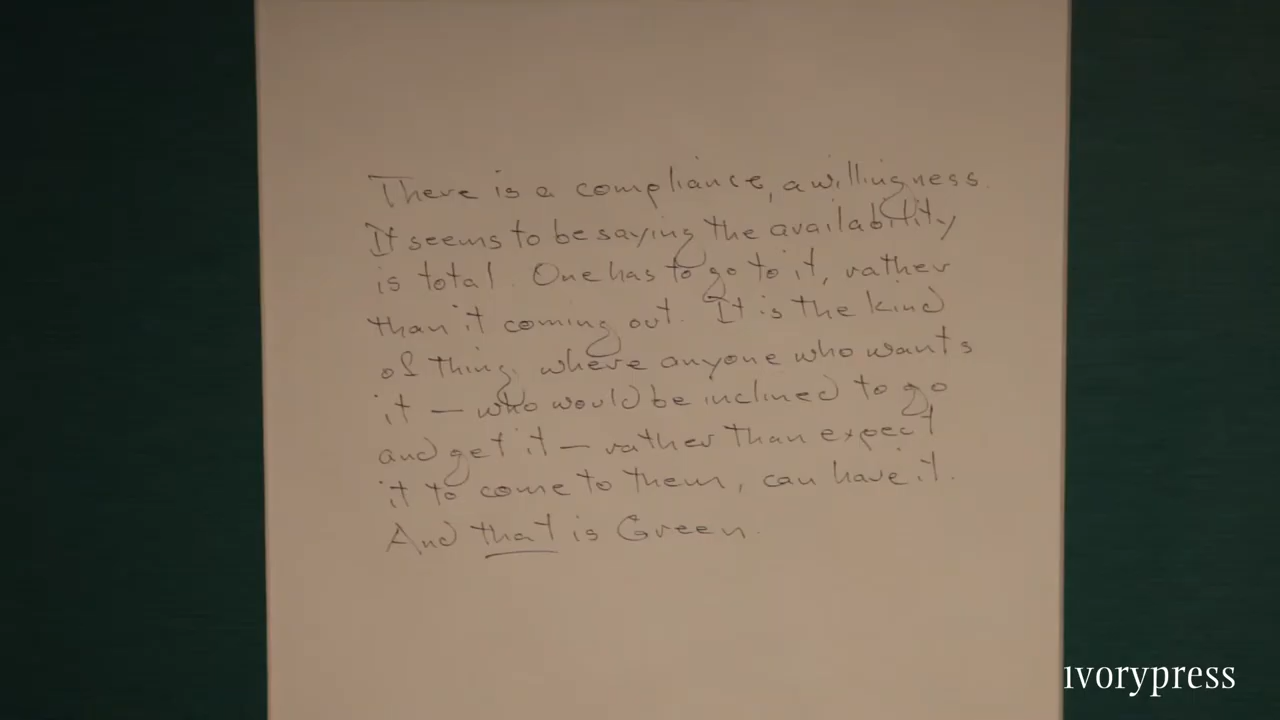 There is a compliance, a willingness.
It seems to be saying the availability
is total. One has to go to it, rather
than it coming out. It is the kind
of thing, where anyone who wants
it — who would be inclined to go
and get it — rather than expect
it to come to them, can have it.
And that is Green.
ivorypress